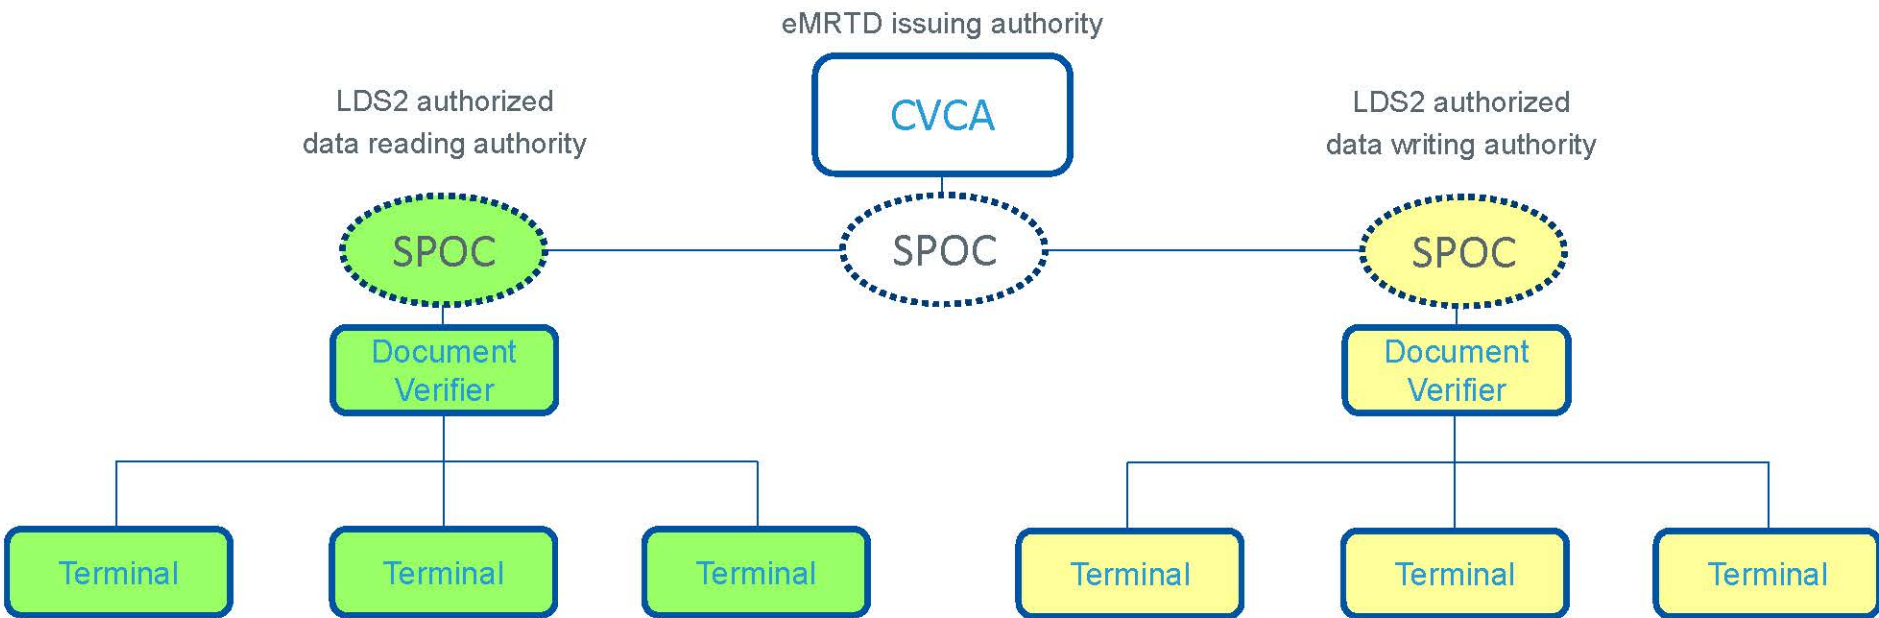 eMRTD issuing authority
CVCA
LDS2 authorized
data reading authority
LDS2 authorized
data writing authority
SPOC
SPOC
SPOC
Document
Verifier
Document
Verifier
Terminal
Terminal
Terminal
Terminal
Terminal
Terminal